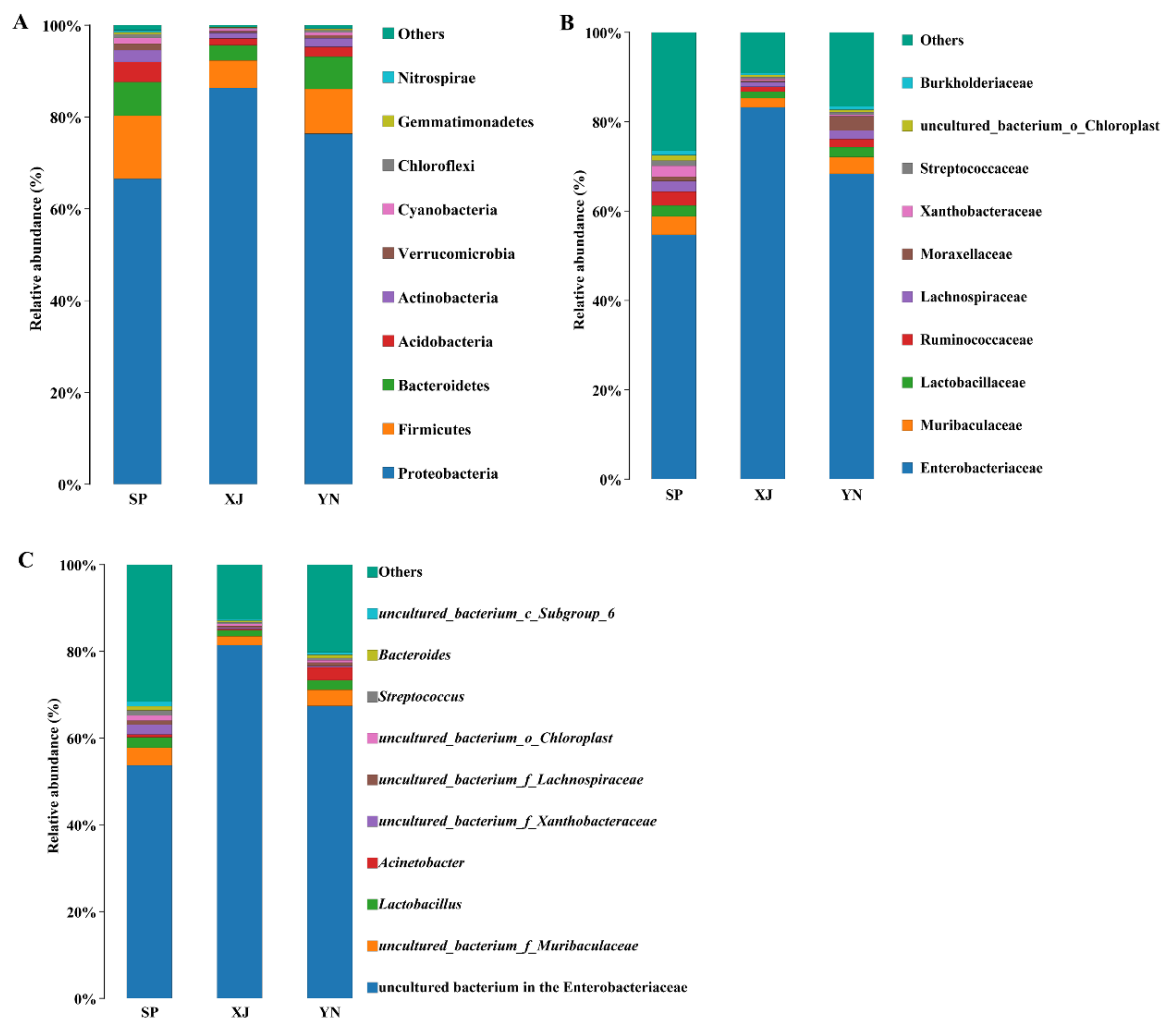 A
Relative abundance (%)
100%
80%
60%
40%
20%
0%
SP
XJ
YN
Others
Nitrospirae
Gemmatimonadetes
Chloroflexi
Cyanobacteria
Verrucomicrobia
Actinobacteria
Acidobacteria
Bacteroidetes
Firmicutes
Proteobacteria
B
Relative abundance (%)
100%
80%
60%
40%
20%
0%
SP
XJ
YN
Others
Burkholderiaceae
uncultured_bacterium_o_Chloroplast
Streptococcaceae
Xanthobacteraceae
Moraxellaceae
Lachnospiraceae
Ruminococcaceae
Lactobacillaceae
Muribaculaceae
Enterobacteriaceae
C
Relative abundance (%)
100%
80%
60%
40%
20%
0%
SP
XJ
YN
Others
uncultured_bacterium_c_Subgroup_6
Bacteroides
Streptococcus
uncultured_bacterium_o_Chloroplast
uncultured_bacterium_f_Lachnospiraceae
uncultured_bacterium_f_Xanthobacteraceae
Acinetobacter
Lactobacillus
uncultured_bacterium_f_Muribaculaceae
uncultured bacterium in the Enterobacteriaceae